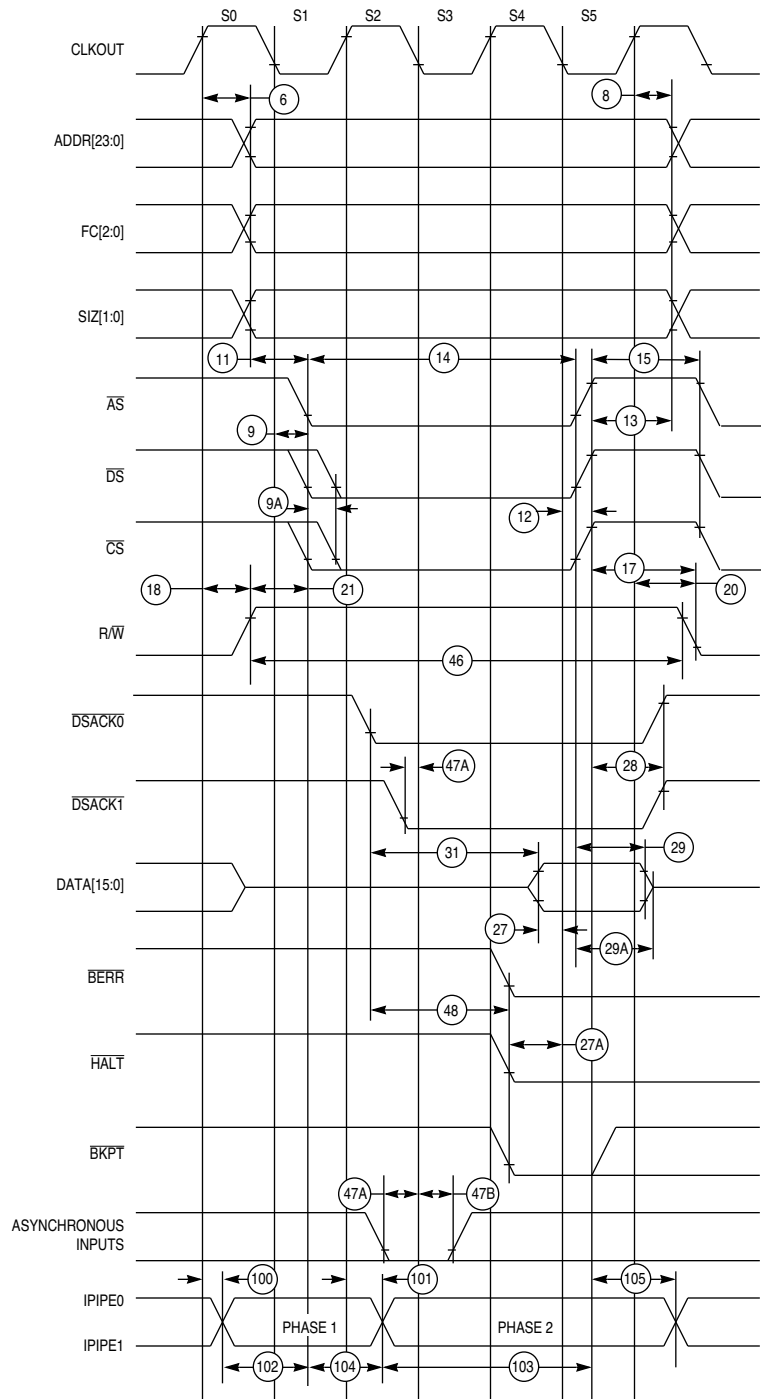 S0 S1 S2 S3 S4 S5
CLKOUT
6 8
ADDR[23:0]
FC[2:0]
SIZ[1:0]
11 14 15
AS
9 13
DS
9A 12
CS
18 21 17 20
R/W
46
DSACK0
47A 28
DSACK1
31 29
DATA[15:0]
27 29A
BERR
48
27A
HALT
BKPT
47A 47B
ASYNCHRONOUS
INPUTS
100 101 105
IPIPE0
PHASE 1 PHASE 2
IPIPE1
102 104 103